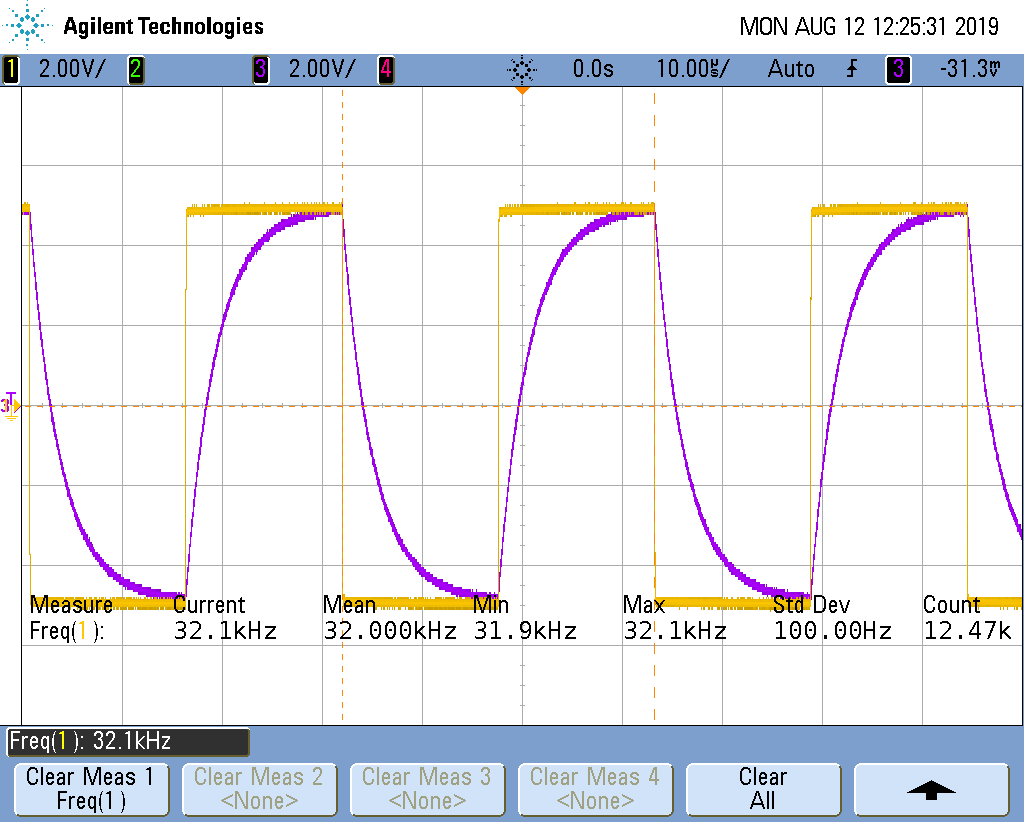 Agilent Technologies MON AUG 12 12:25:31 2019
1 2.00V/ 2 3 2.00V/ 4 0.0s 10.00µs/ Auto 3 -31.3mV
3
Measure Current Mean Min Max Std Dev Count
Freq(1): 32.1kHz 32.000kHz 31.9kHz 32.1kHz 100.00Hz 12.47k
Freq(1): 32.1kHz
Clear Meas 1 Clear Meas 2 Clear Meas 3 Clear Meas 4 Clear
Freq(1) <None> <None> <None> All